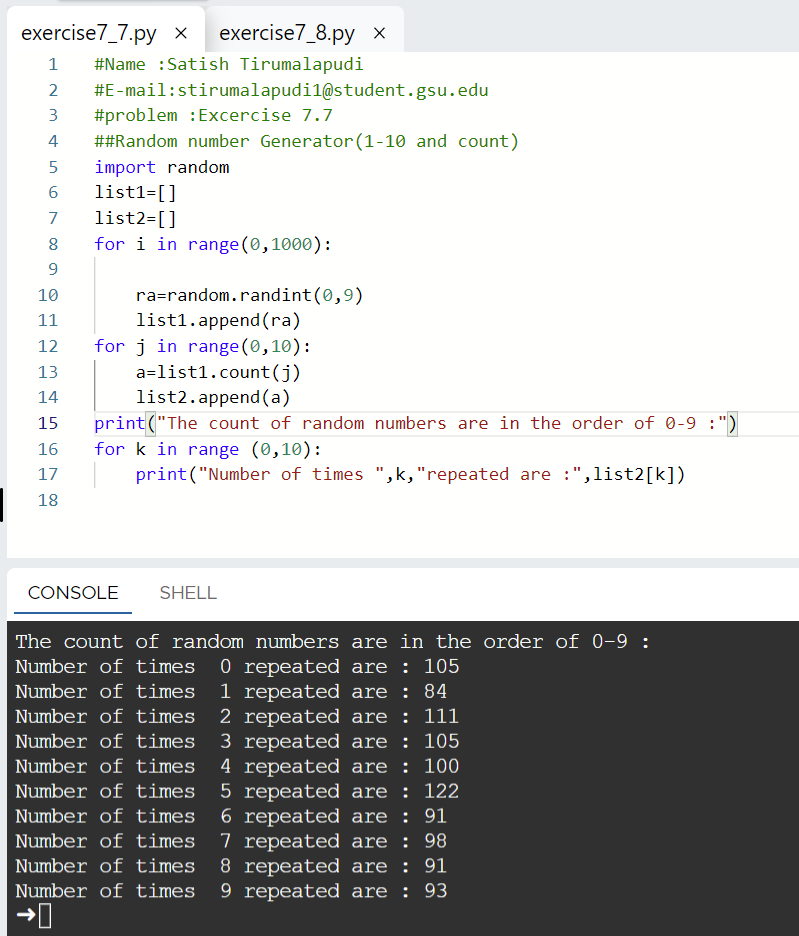 exercise7_7.py × exercise7_8.py ×
1 #Name :Satish Tirumalapudi
2 #E-mail:stirumalapudi1@student.gsu.edu
3 #problem :Excercise 7.7
4 ##Random number Generator(1-10 and count)
5 import random
6 list1=[]
7 list2=[]
8 for i in range(0,1000):
9
10     ra=random.randint(0,9)
11     list1.append(ra)
12 for j in range(0,10):
13     a=list1.count(j)
14     list2.append(a)
15 print("The count of random numbers are in the order of 0-9 :")
16 for k in range (0,10):
17     print("Number of times ",k,"repeated are :",list2[k])
18
CONSOLE SHELL
The count of random numbers are in the order of 0-9 :
Number of times  0 repeated are : 105
Number of times  1 repeated are : 84
Number of times  2 repeated are : 111
Number of times  3 repeated are : 105
Number of times  4 repeated are : 100
Number of times  5 repeated are : 122
Number of times  6 repeated are : 91
Number of times  7 repeated are : 98
Number of times  8 repeated are : 91
Number of times  9 repeated are : 93
➜